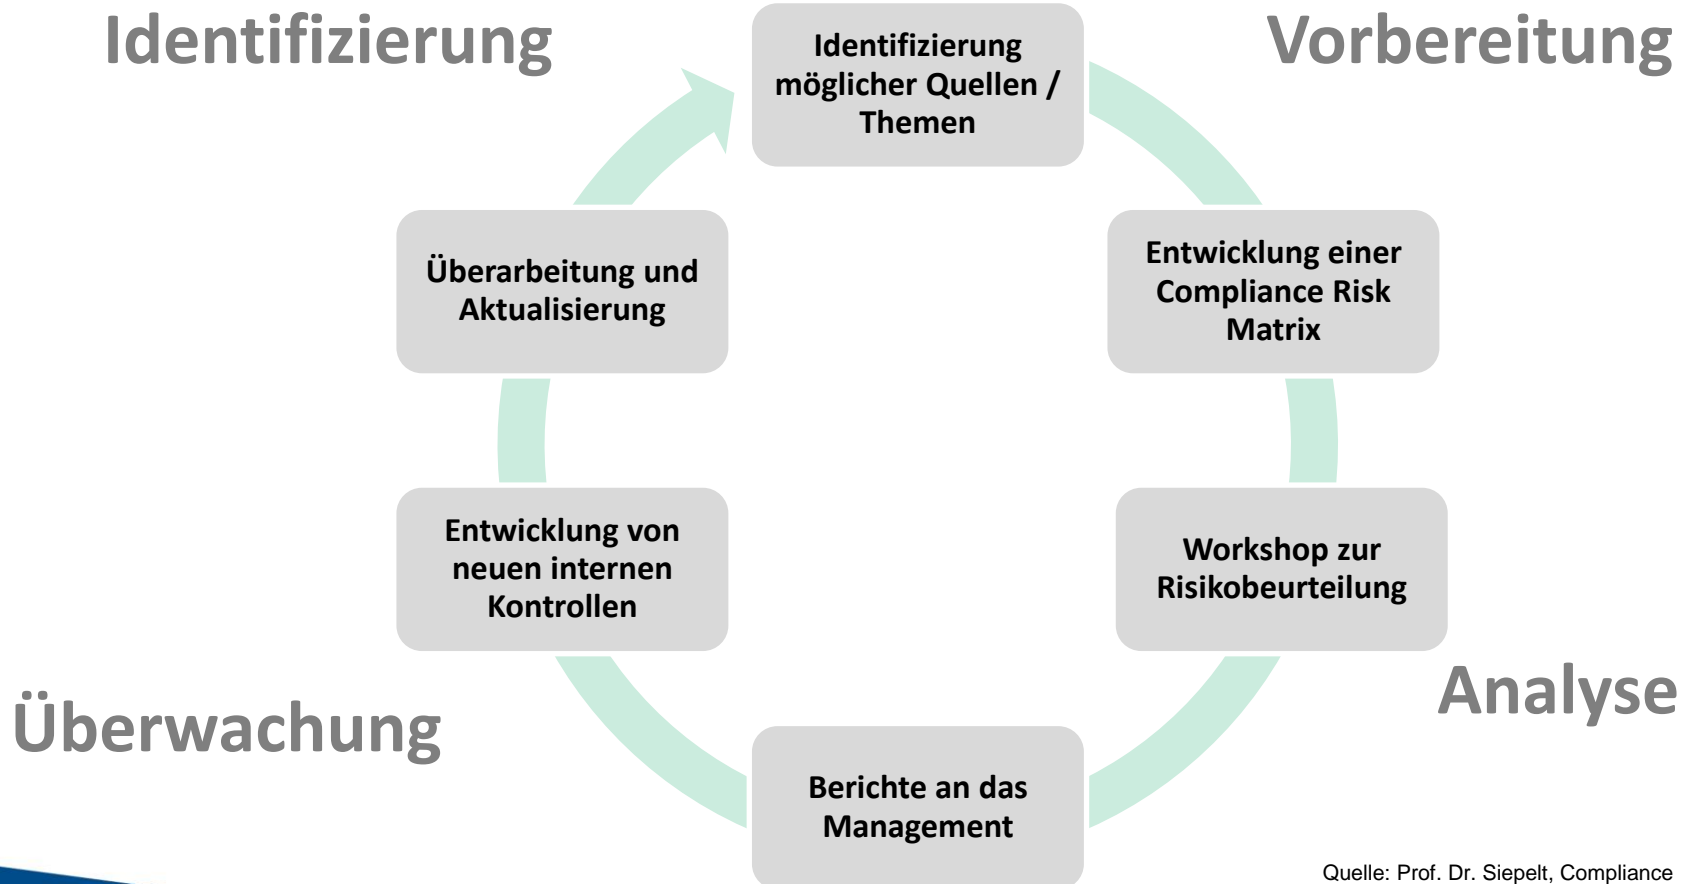 Identifizierung
Vorbereitung
Identifizierung
möglicher Quellen /
Themen
Entwicklung einer
Compliance Risk
Matrix
Workshop zur
Risikobeurteilung
Analyse
Berichte an das
Management
Überwachung
Entwicklung von
neuen internen
Kontrollen
Überarbeitung und
Aktualisierung
Quelle: Prof. Dr. Siepelt, Compliance